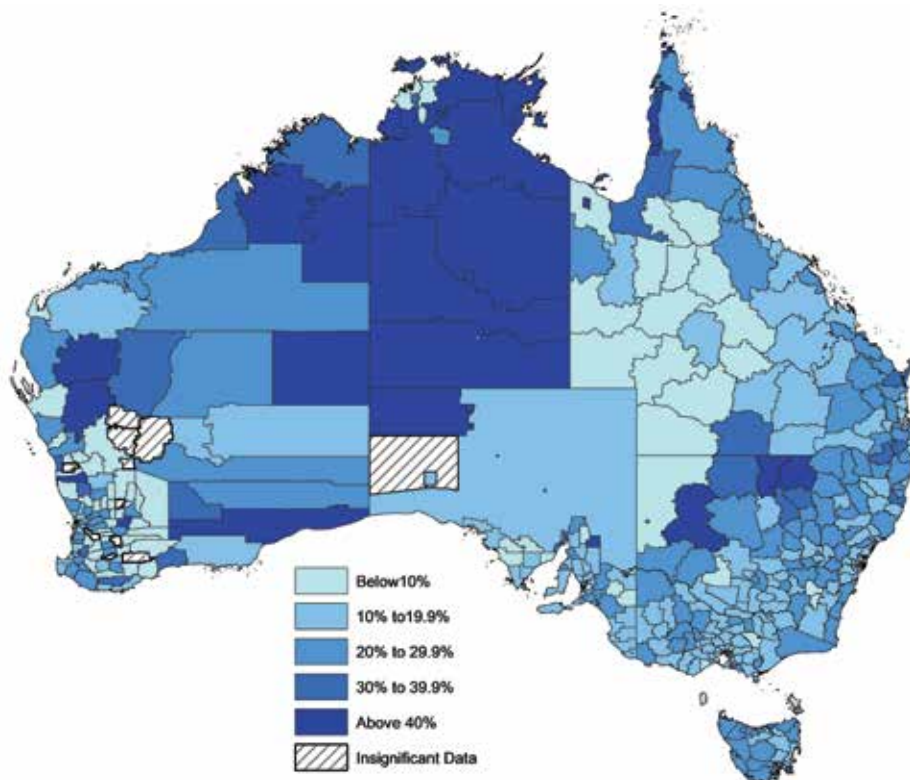 Below10%
10% to19.9%
20% to 29.9%
30% to 39.9%
Above 40%
Insignificant Data